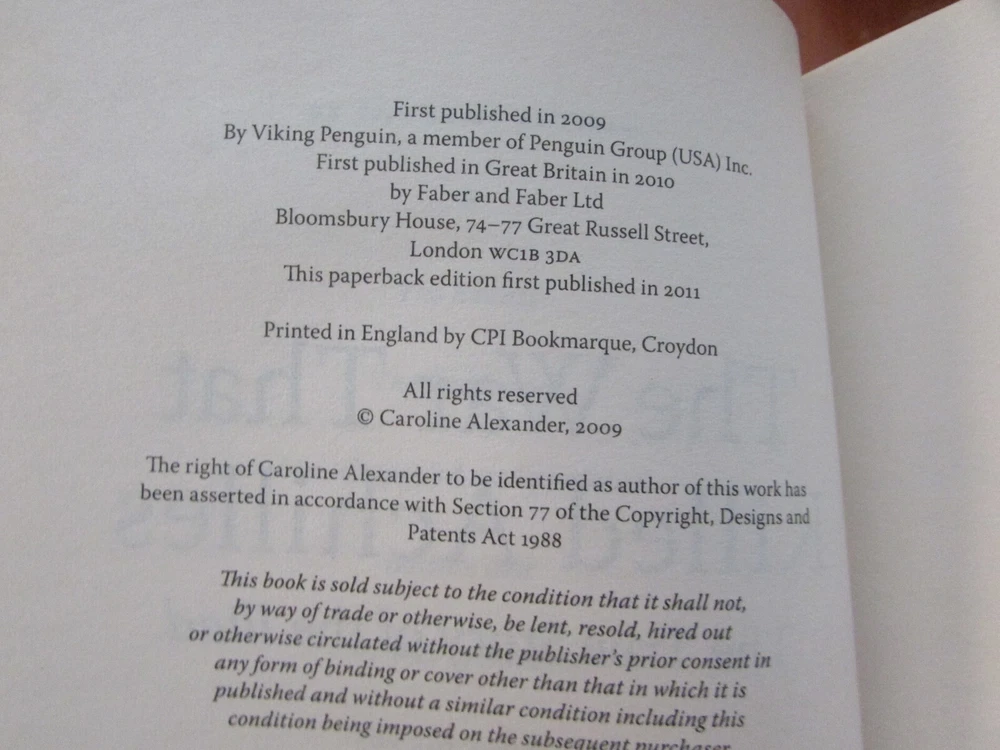 First published in 2009
By Viking Penguin, a member of Penguin Group (USA) Inc.
First published in Great Britain in 2010
by Faber and Faber Ltd
Bloomsbury House, 74–77 Great Russell Street,
London WC1B 3DA
This paperback edition first published in 2011
Printed in England by CPI Bookmarque, Croydon
All rights reserved
© Caroline Alexander, 2009
The right of Caroline Alexander to be identified as author of this work has
been asserted in accordance with Section 77 of the Copyright, Designs and
Patents Act 1988
This book is sold subject to the condition that it shall not,
by way of trade or otherwise, be lent, resold, hired out
or otherwise circulated without the publisher's prior consent in
any form of binding or cover other than that in which it is
published and without a similar condition including this
condition being imposed on the subsequent purchaser